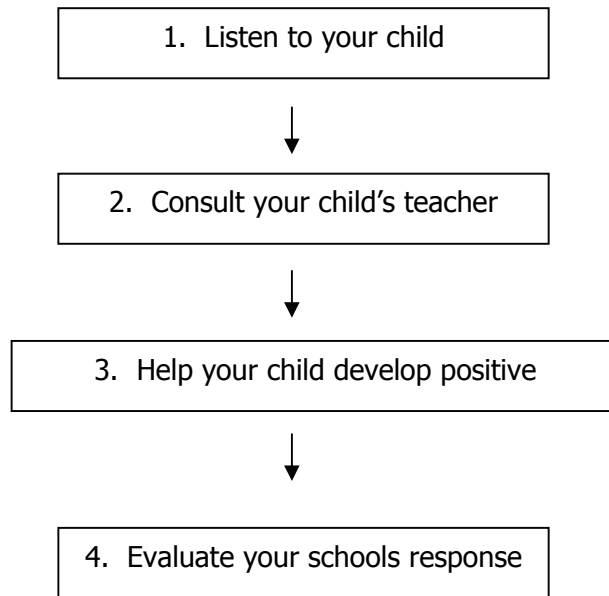 1. Listen to your child
2. Consult your child’s teacher
3. Help your child develop positive
4. Evaluate your schools response